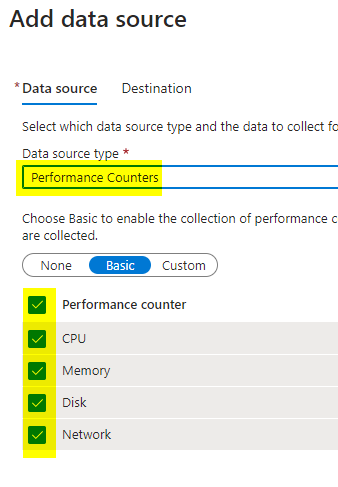 Add data source
* Data source Destination
Select which data source type and the data to collect fo
Data source type *
Performance Counters
Choose Basic to enable the collection of performance c
are collected.
None Basic Custom
Performance counter
CPU
Memory
Disk
Network